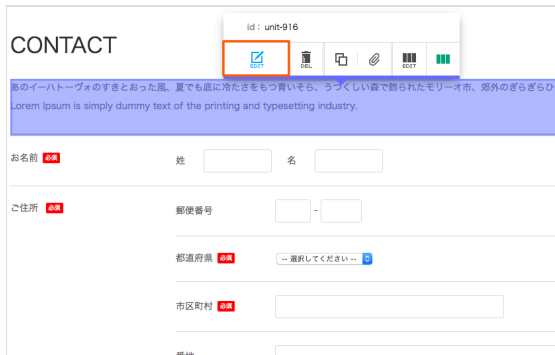 id : unit-916
CONTACT
EDIT
DEL
EDIT
あのイーハトーヴォのすきとおった風、夏でも底に冷たさをもつ青いそら、うつくしい森で飾られたモリーオ市、郊外のぎらぎらひ
Lorem Ipsum is simply dummy text of the printing and typesetting industry.
お名前 必須 姓 名
ご住所 必須 郵便番号 -
都道府県 必須 -- 選択してください --
市区町村 必須
番地